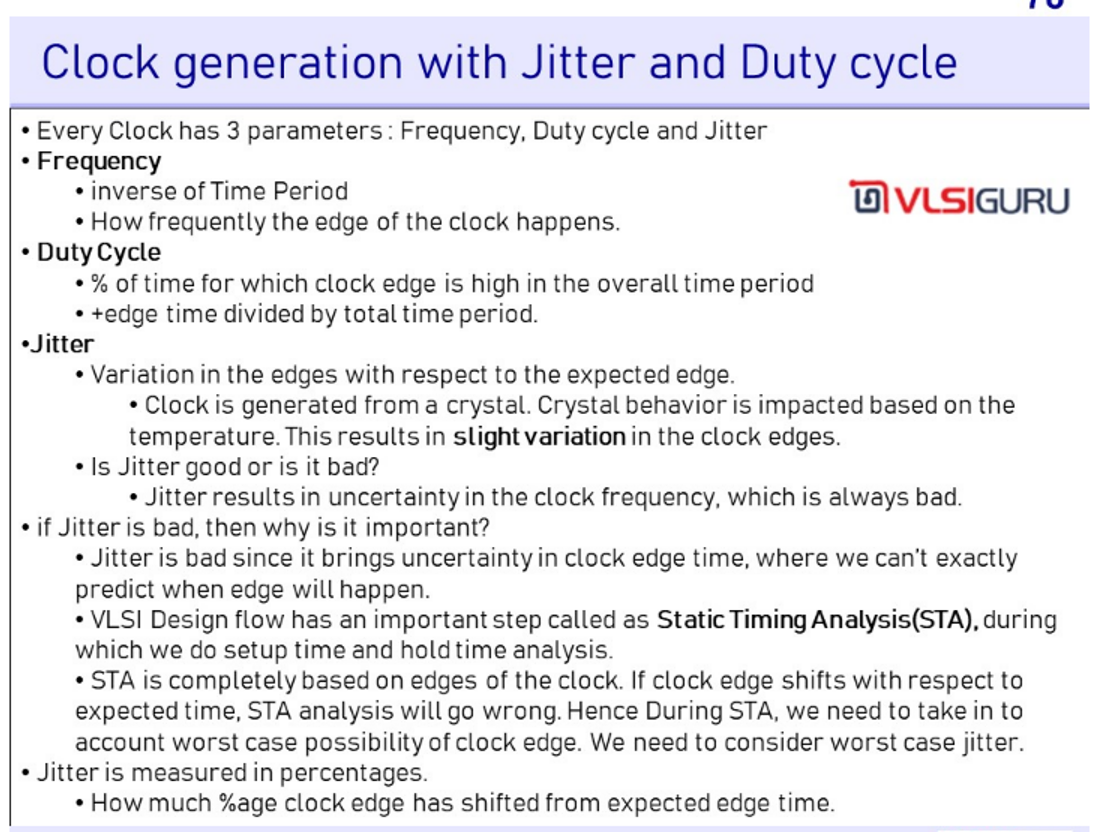 Clock generation with Jitter and Duty cycle
• Every Clock has 3 parameters : Frequency, Duty cycle and Jitter
• Frequency
• inverse of Time Period
• How frequently the edge of the clock happens.
VLSIGURU
• Duty Cycle
• % of time for which clock edge is high in the overall time period
• +edge time divided by total time period.
•Jitter
• Variation in the edges with respect to the expected edge.
• Clock is generated from a crystal. Crystal behavior is impacted based on the
temperature. This results in slight variation in the clock edges.
• Is Jitter good or is it bad?
• Jitter results in uncertainty in the clock frequency, which is always bad.
• if Jitter is bad, then why is it important?
• Jitter is bad since it brings uncertainty in clock edge time, where we can't exactly
predict when edge will happen.
• VLSI Design flow has an important step called as Static Timing Analysis(STA), during
which we do setup time and hold time analysis.
• STA is completely based on edges of the clock. If clock edge shifts with respect to
expected time, STA analysis will go wrong. Hence During STA, we need to take in to
account worst case possibility of clock edge. We need to consider worst case jitter.
• Jitter is measured in percentages.
• How much %age clock edge has shifted from expected edge time.